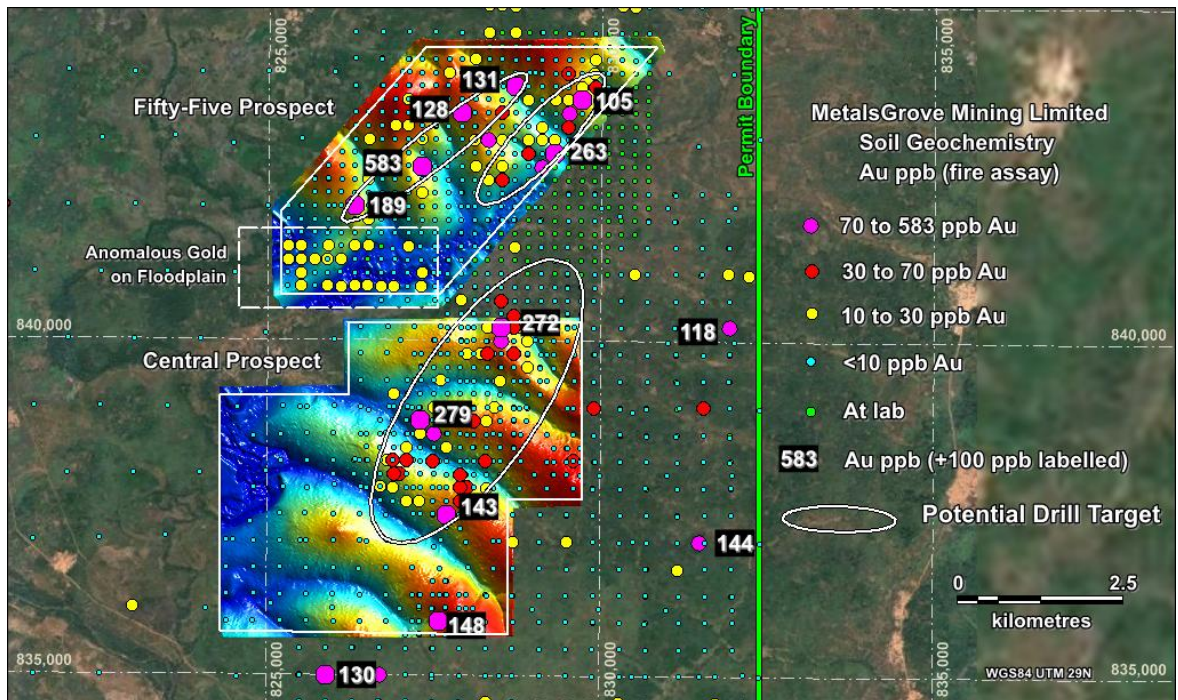 825,000
835,000
Permit Boundary
131
105
Fifty-Five Prospect
128
MetalsGrove Mining Limited
Soil Geochemistry
Au ppb (fire assay)
583
263
189
70 to 583 ppb Au
Anomalous Gold
on Floodplain
30 to 70 ppb Au
10 to 30 ppb Au
840,000
272
118
840,000
Central Prospect
<10 ppb Au
279
At lab
583
Au ppb (+100 ppb labelled)
143
Potential Drill Target
144
0
2.5
kilometres
148
130
835,000
825,000
830,000
835,000
WGS84 UTM 29N
835,000